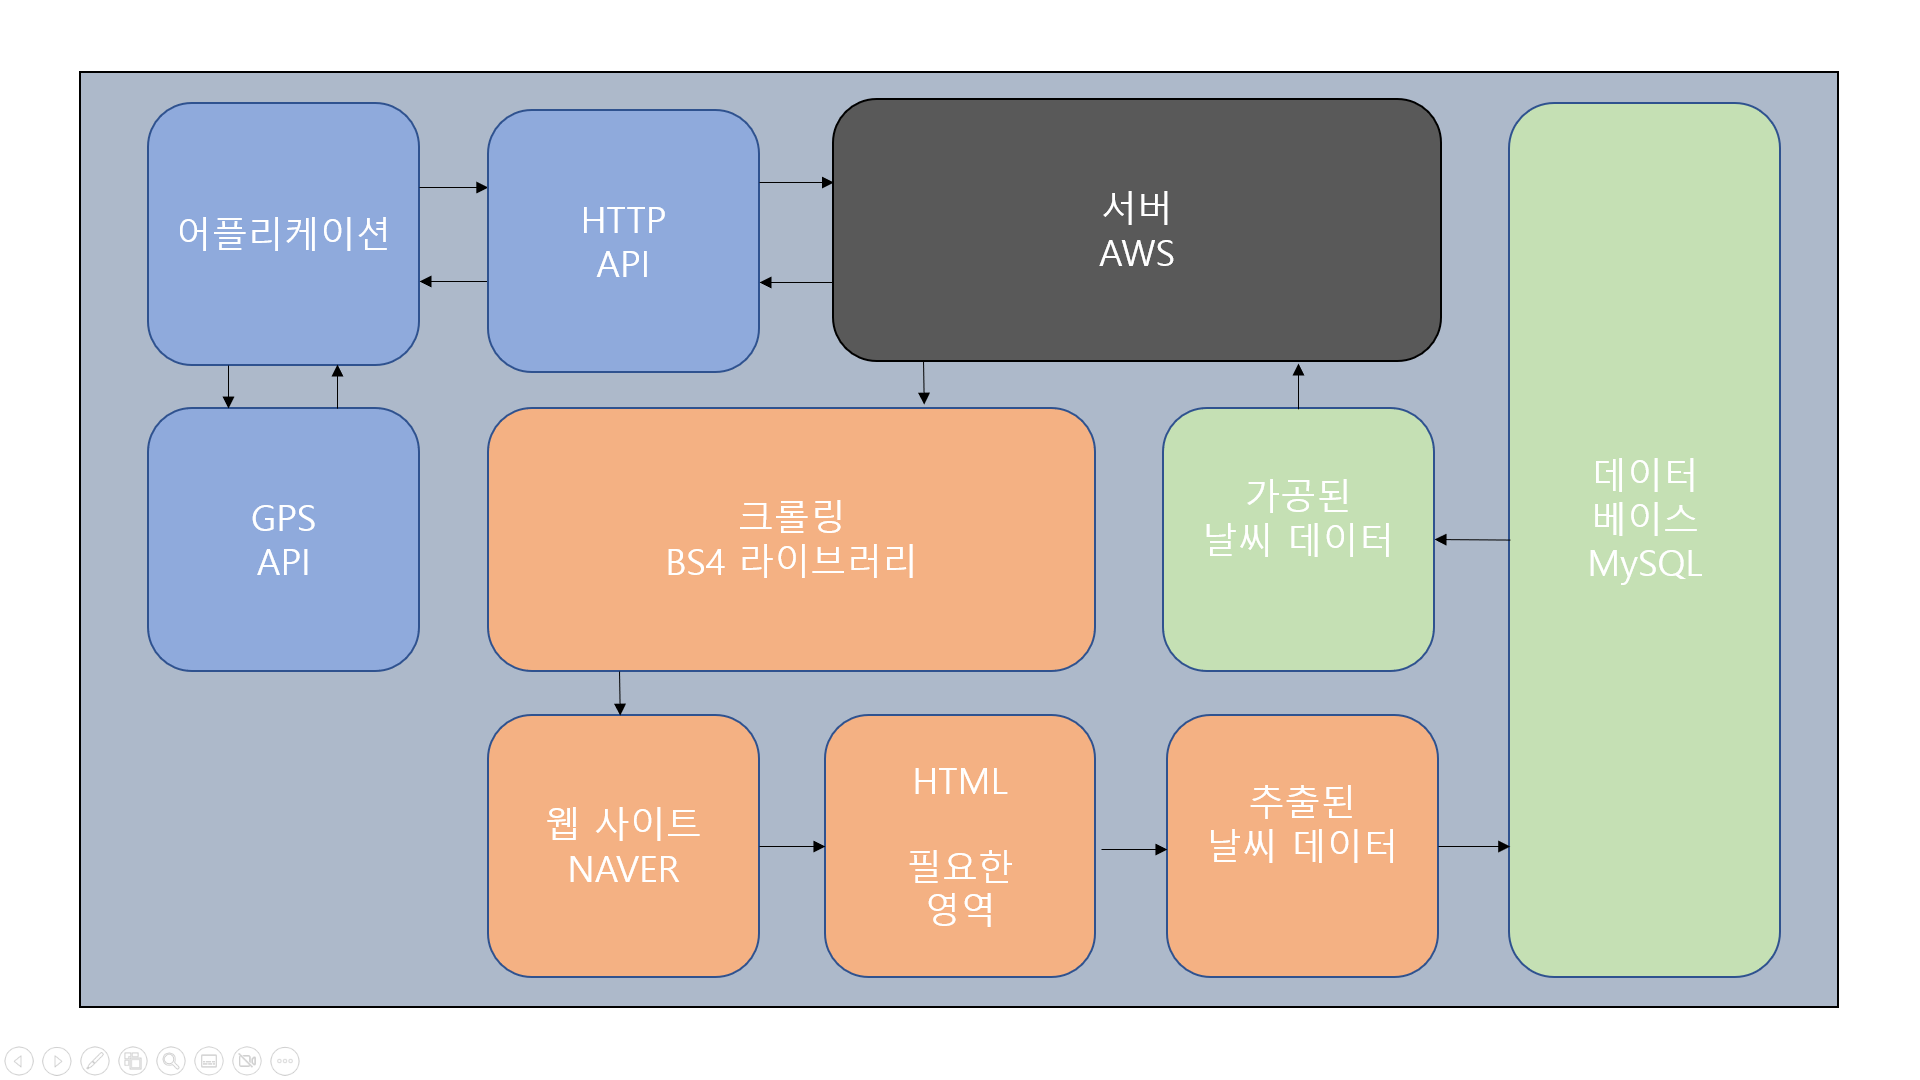 어플리케이션
HTTP
API
서버
AWS
GPS
API
크롤링
BS4 라이브러리
가공된
날씨 데이터
데이터
베이스
MySQL
웹 사이트
NAVER
HTML
필요한
영역
추출된
날씨 데이터